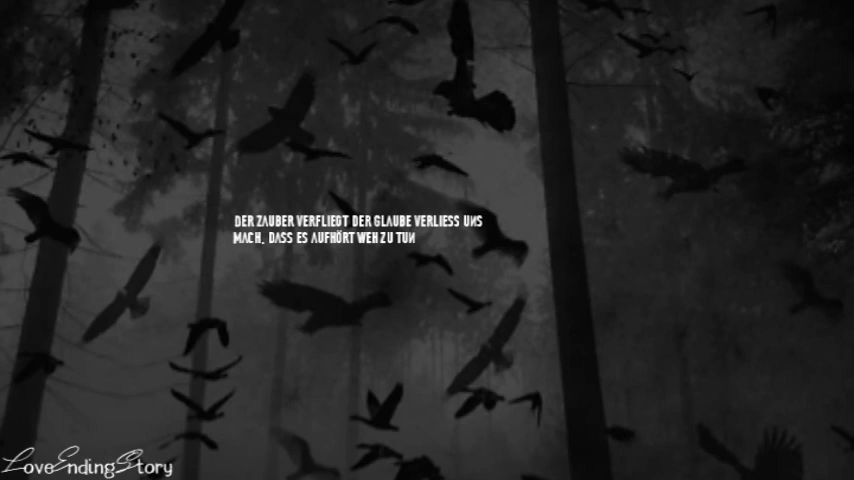 DER ZAUBER VERFLIEGT DER GLAUBE VERLIESS UNS
MACH, DASS ES AUFHÖRT WEH ZU TUN
LoveEndingStory